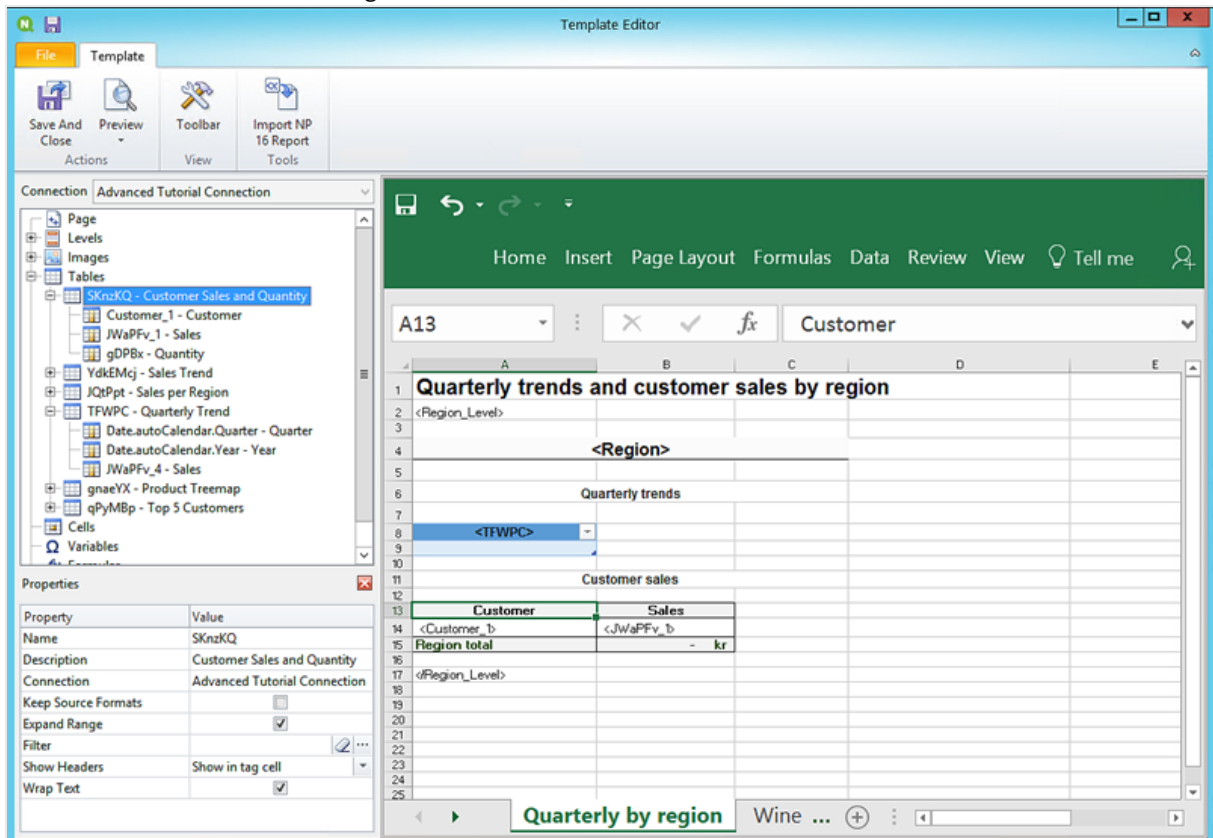 Template Editor
File Template
Save And Close
Preview
Toolbar
Import NP 16 Report
Actions View Tools
Connection Advanced Tutorial Connection
Page
Levels
Images
Tables
SKnzKQ - Customer Sales and Quantity
Customer_1 - Customer
JWaPFv_1 - Sales
gDPBx - Quantity
YdkEMcj - Sales Trend
JQtPpt - Sales per Region
TFWPC - Quarterly Trend
Date.autoCalendar.Quarter - Quarter
Date.autoCalendar.Year - Year
JWaPFv_4 - Sales
gnaeYX - Product Treemap
qPyMBp - Top 5 Customers
Cells
Variables
Properties
Property Value
Name SKnzKQ
Description Customer Sales and Quantity
Connection Advanced Tutorial Connection
Keep Source Formats
Expand Range
Filter
Show Headers Show in tag cell
Wrap Text
Home Insert Page Layout Formulas Data Review View Tell me
A13 fx Customer
A B C D E
1 Quarterly trends and customer sales by region
2 <Region_Level>
3
4 <Region>
5
6 Quarterly trends
7
8 <TFWPC>
9
10
11 Customer sales
12
13 Customer Sales
14 <Customer_1> <JWaPFv_1>
15 Region total - kr
16
17 </Region_Level>
18
19
20
21
22
23
24
25
Quarterly by region Wine ...